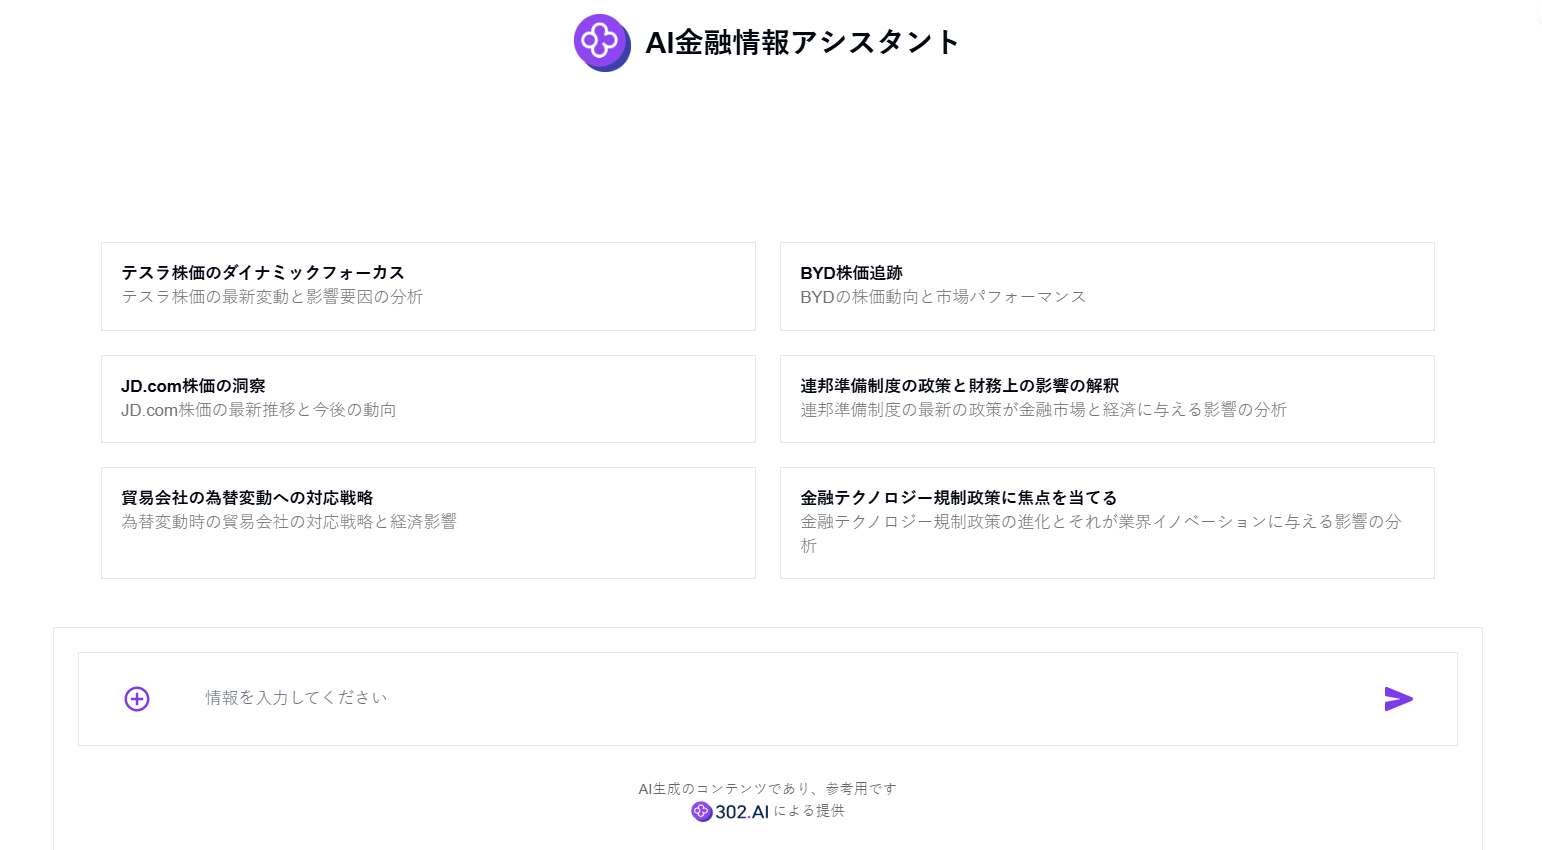 AI金融情報アシスタント
テスラ株価のダイナミックフォーカス
テスラ株価の最新変動と影響要因の分析
BYD株価追跡
BYDの株価動向と市場パフォーマンス
JD.com株価の洞察
JD.com株価の最新推移と今後の動向
連邦準備制度の政策と財務上の影響の解釈
連邦準備制度の最新の政策が金融市場と経済に与える影響の分析
貿易会社の為替変動への対応戦略
為替変動時の貿易会社の対応戦略と経済影響
金融テクノロジー規制政策に焦点を当てる
金融テクノロジー規制政策の進化とそれが業界イノベーションに与える影響の分
析
情報を入力してください
AI生成のコンテンツであり、参考用です
302.AI による提供